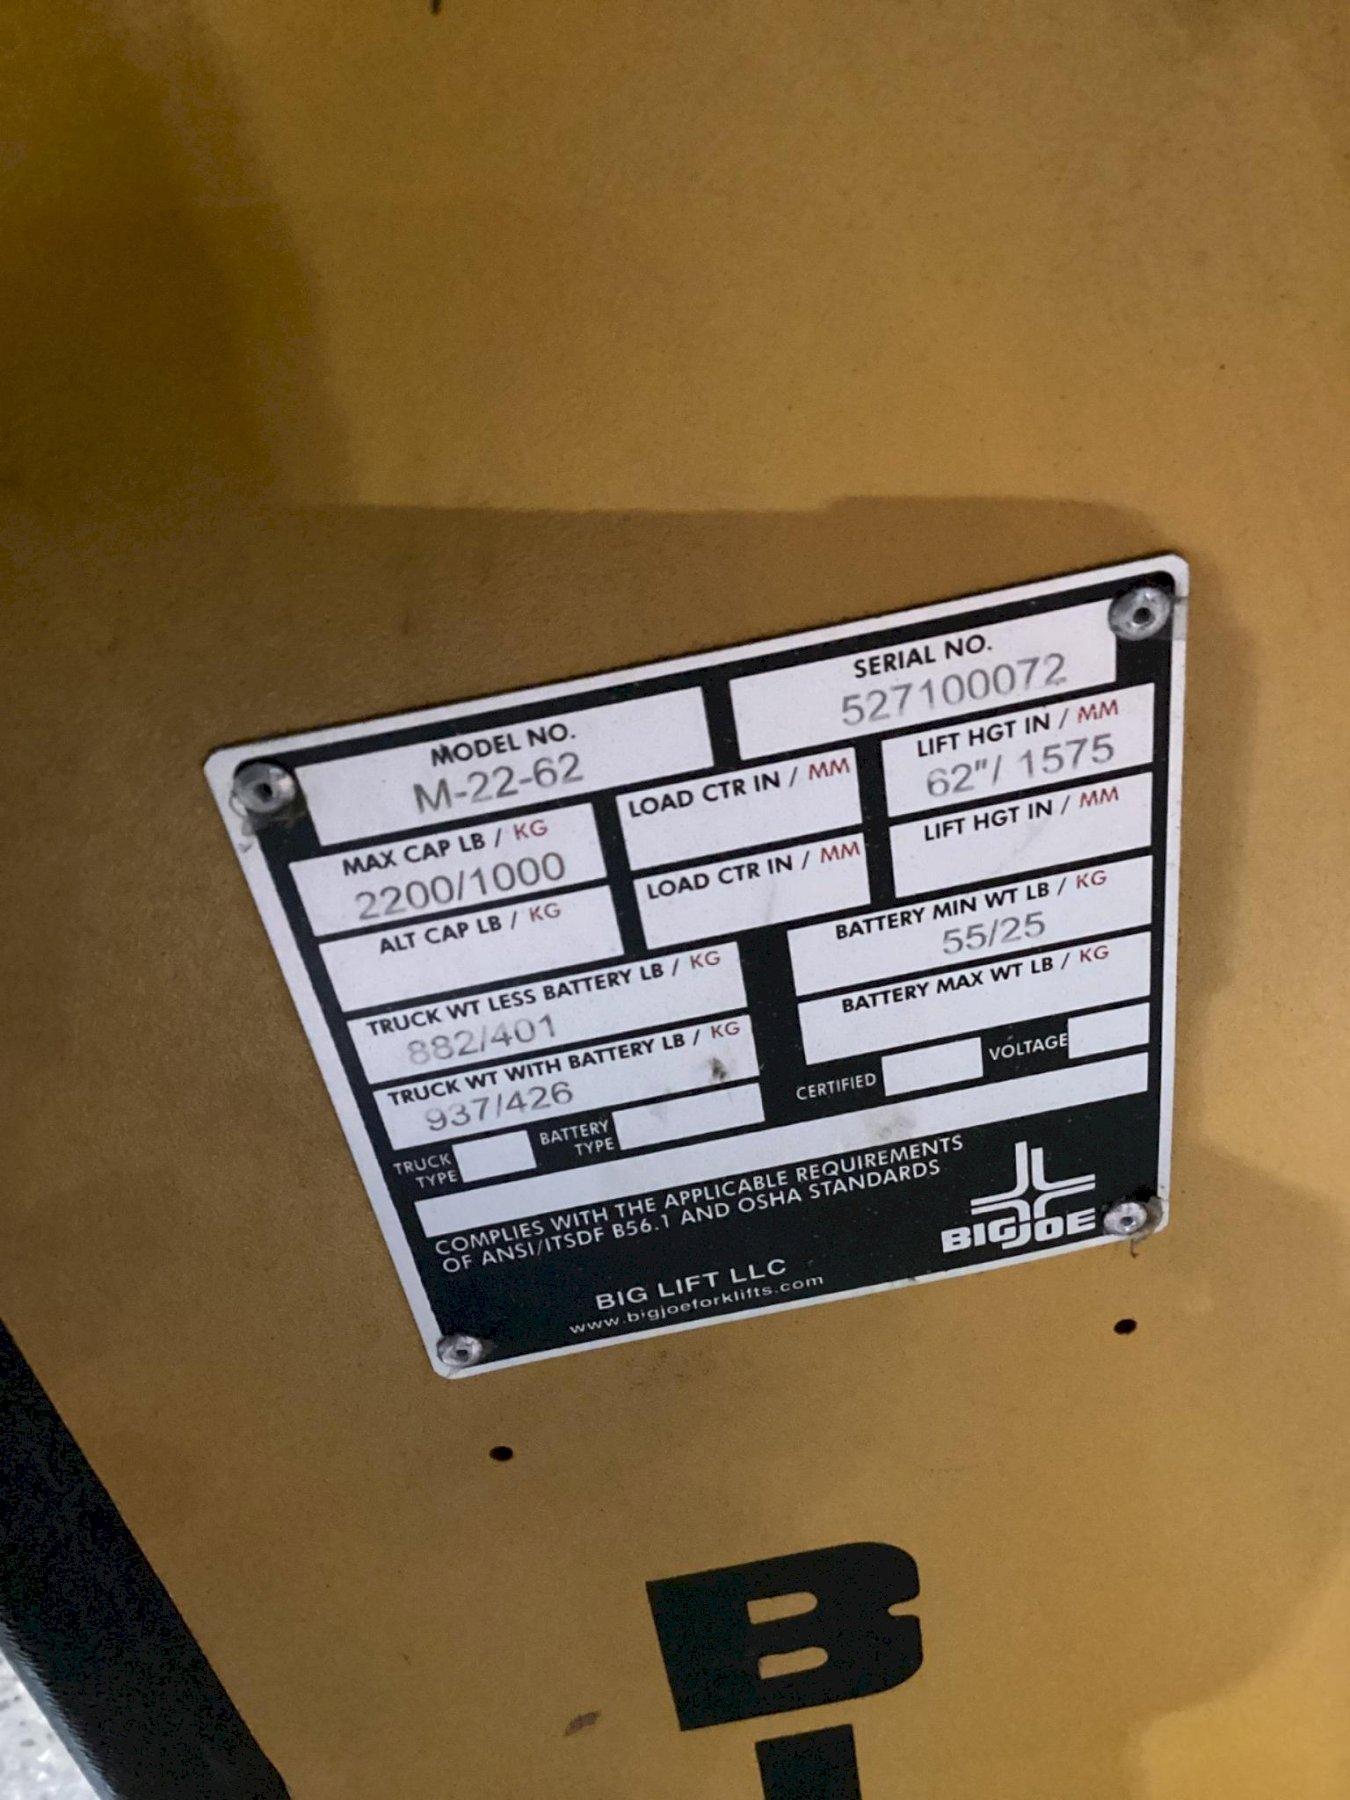 MODEL NO.
M-22-62
SERIAL NO.
527100072
MAX CAP LB / KG
2200/1000
LOAD CTR IN / MM
LIFT HGT IN / MM
62"/ 1575
ALT CAP LB / KG
LOAD CTR IN / MM
LIFT HGT IN / MM
TRUCK WT LESS BATTERY LB / KG
882/401
BATTERY MIN WT LB / KG
55/25
TRUCK WT WITH BATTERY LB / KG
937/426
BATTERY MAX WT LB / KG
TRUCK
TYPE
BATTERY
TYPE
CERTIFIED
VOLTAGE
COMPLIES WITH THE APPLICABLE REQUIREMENTS
OF ANSI/ITSDF B56.1 AND OSHA STANDARDS
BIG LIFT LLC
www.bigjoeforklifts.com
BIGJOE
B